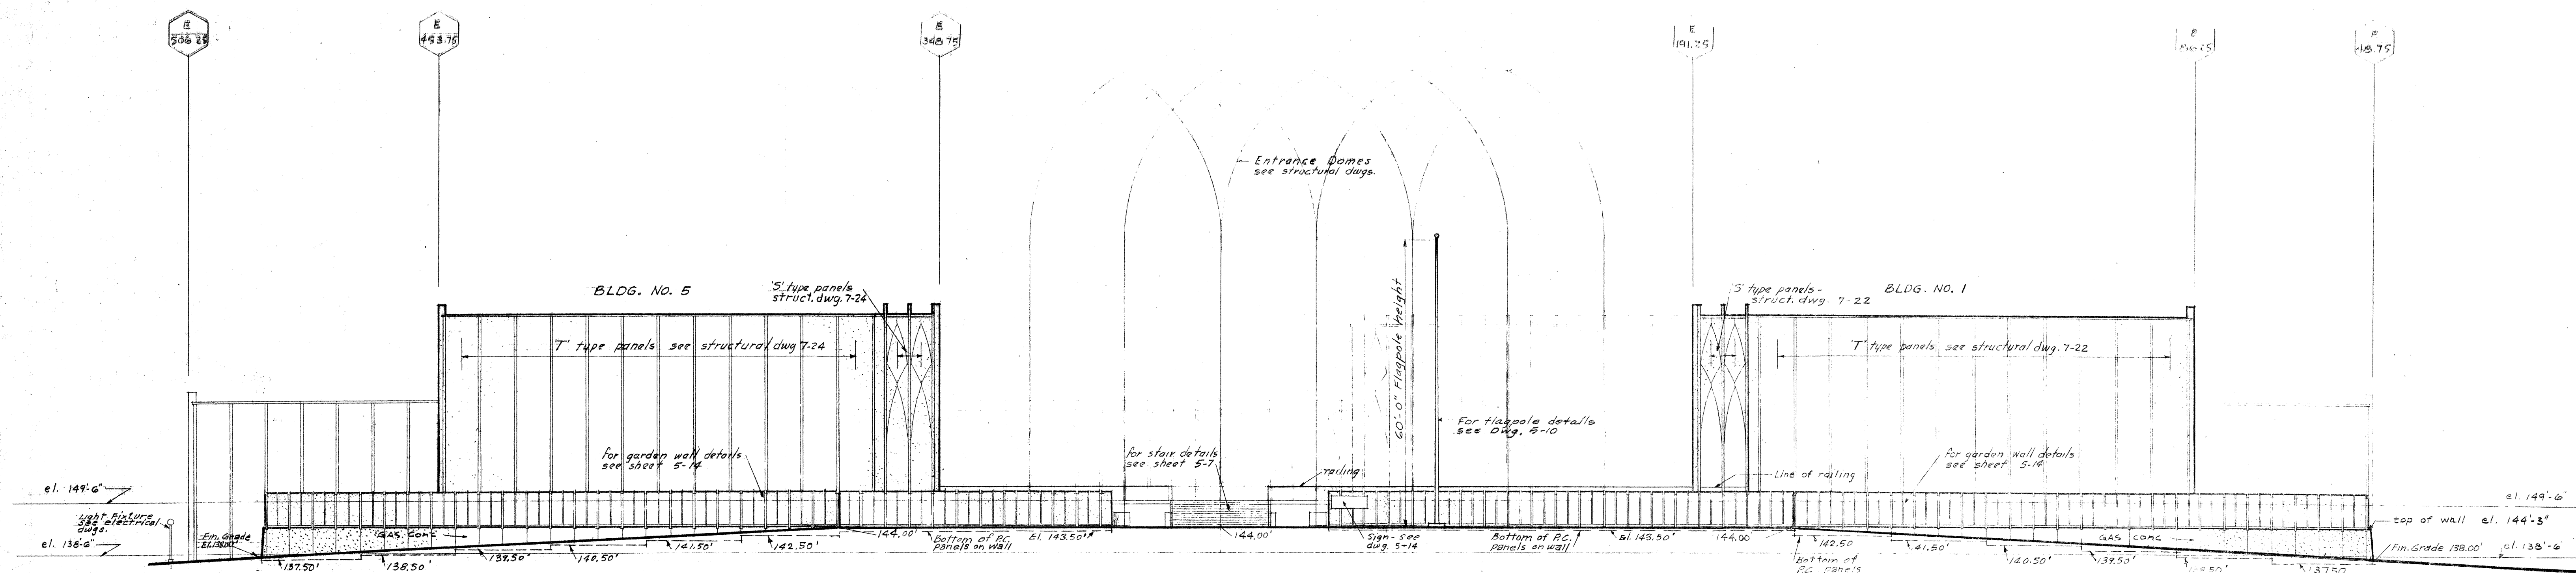 E
506.25
E
453.75
E
348.75
E
191.25
E
18.75
Entrance Domes
see structural dwgs.
BLDG. NO. 5
'S' type panels
struct. dwg. 7-24
'T' type panels see structural dwg 7-24
60'-0" Flagpole height
'S' type panels-
struct. dwg. 7-22
BLDG. NO. 1
'T' type panels see structural dwg. 7-22
For flagpole details
see Dwg. 5-10
for garden wall details
see sheet 5-14
for stair details
see sheet 5-7
railing
Line of railing
for garden wall details
see sheet 5-14
el. 149'-6"
Light Fixture
see electrical
dwgs.
el. 138'-6"
Fin. Grade
El. 138.00'
GAS CONC
137.50'
138.50'
139.50'
140.50'
141.50'
142.50'
144.00'
Bottom of P.C.
panels on wall
El. 143.50'
144.00'
Sign - see
dwg. 5-14
Bottom of P.C.
panels on wall
El. 143.50'
144.00
Bottom of
P.C. panels
142.50
141.50'
140.50'
139.50'
138.50'
137.50
GAS CONC
el. 149'-6
top of wall el. 144'-3"
Fin. Grade 138.00'
el. 138'-6